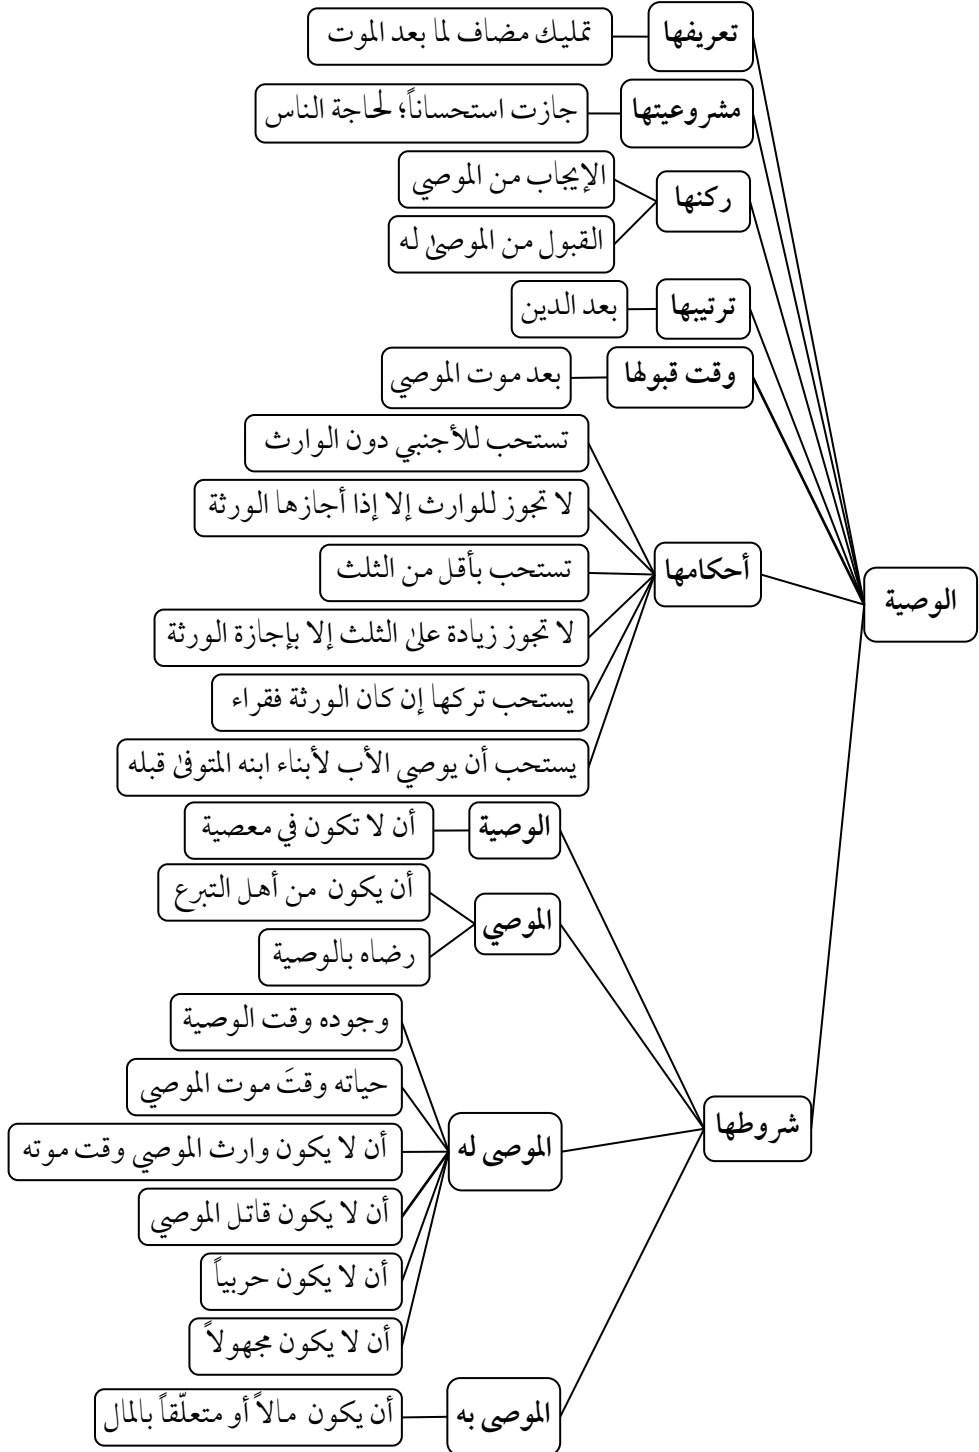 تعريفها
تمليك مضاف لما بعد الموت
مشروعيتها
جازت استحساناً؛ لحاجة الناس
ركنها
الإيجاب من الموصي
القبول من الموصىٰ له
ترتيبها
بعد الدين
وقت قبولها
بعد موت الموصي
الوصية
أحكامها
تستحب للأجنبي دون الوارث
لا تجوز للوارث إلا إذا أجازها الورثة
تستحب بأقل من الثلث
لا تجوز زيادة علىٰ الثلث إلا بإجازة الورثة
يستحب تركها إن كان الورثة فقراء
يستحب أن يوصي الأب لأبناء ابنه المتوفىٰ قبله
شروطها
الوصية
أن لا تكون في معصية
الموصي
أن يكون من أهل التبرع
رضاه بالوصية
الموصى له
وجوده وقت الوصية
حياته وقتَ موت الموصي
أن لا يكون وارث الموصي وقت موته
أن لا يكون قاتل الموصي
أن لا يكون حربياً
أن لا يكون مجهولاً
الموصى به
أن يكون مالاً أو متعلّقاً بالمال